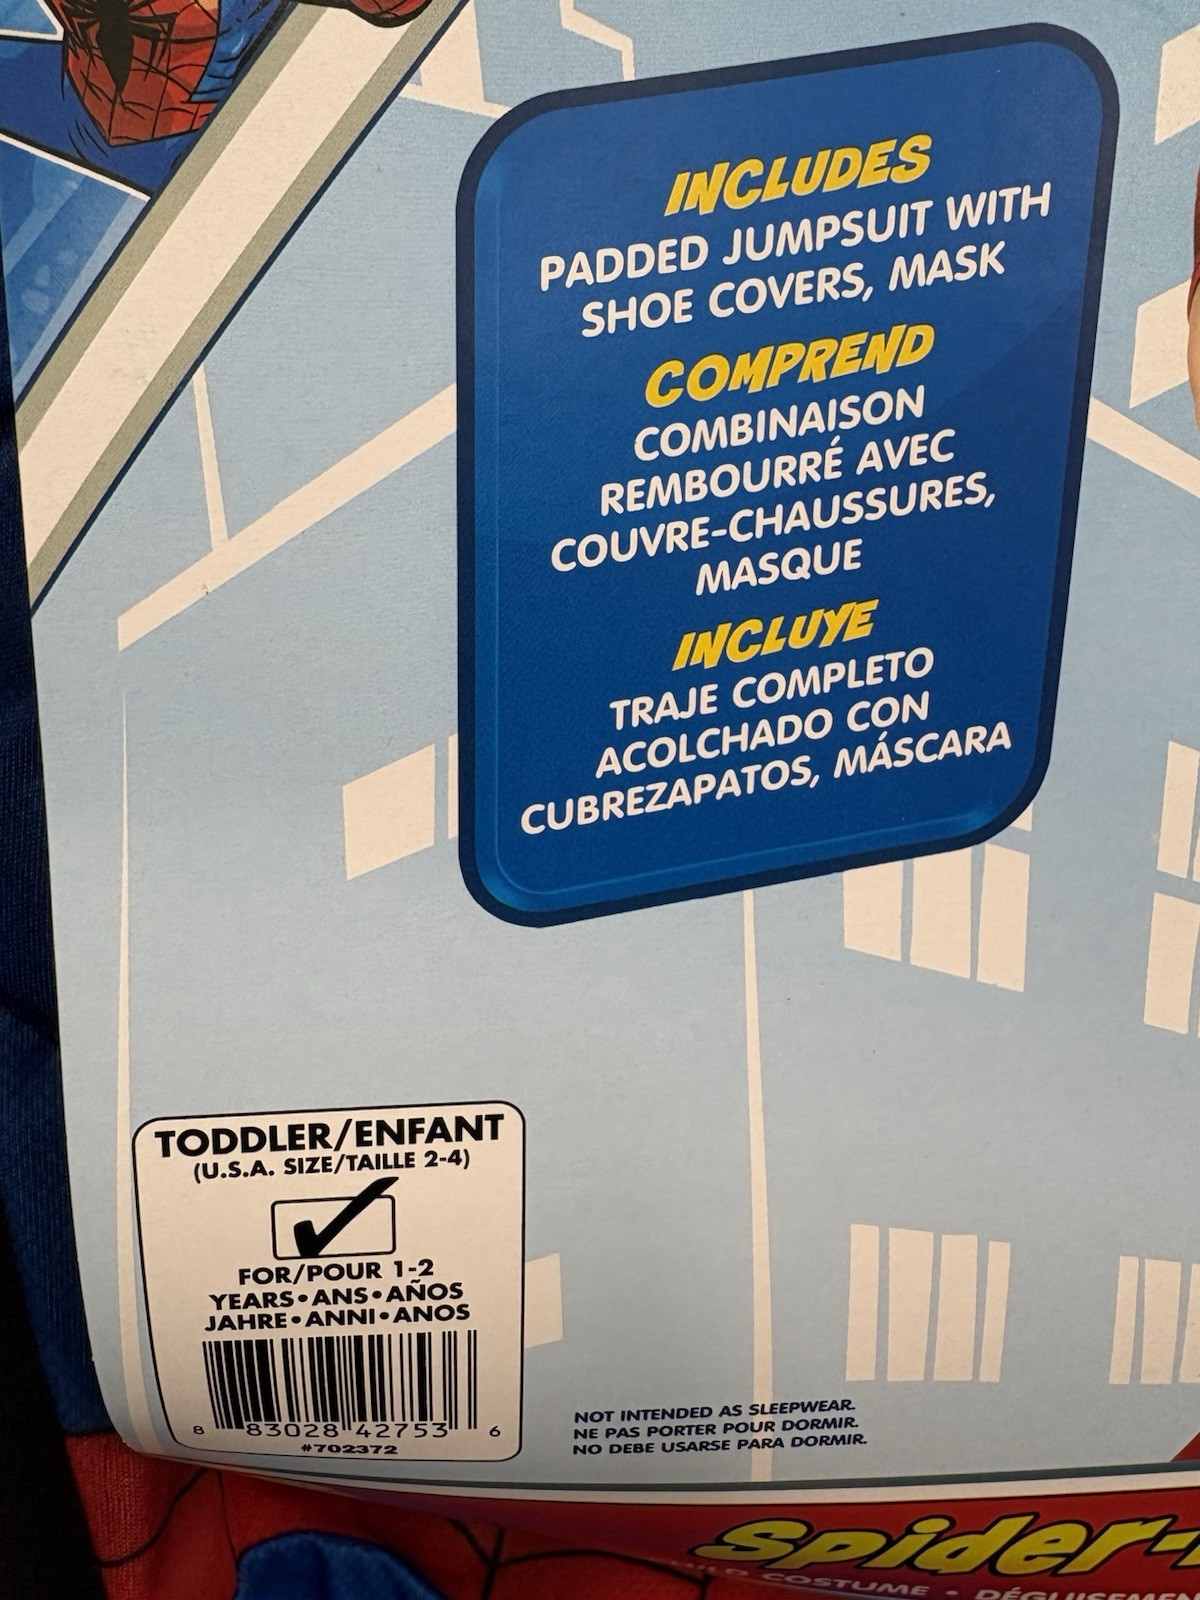 INCLUDES
PADDED JUMPSUIT WITH
SHOE COVERS, MASK
COMPREND
COMBINAISON
REMBOURRÉ AVEC
COUVRE-CHAUSSURES,
MASQUE
INCLUYE
TRAJE COMPLETO
ACOLCHADO CON
CUBREZAPATOS, MÁSCARA
TODDLER/ENFANT
(U.S.A. SIZE/TAILLE 2-4)
FOR/POUR 1-2
YEARS•ANS•AÑOS
JAHRE•ANNI•ANOS
8 83028 42753 6
#702372
NOT INTENDED AS SLEEPWEAR.
NE PAS PORTER POUR DORMIR.
NO DEBE USARSE PARA DORMIR.
Spider-
COSTUME •